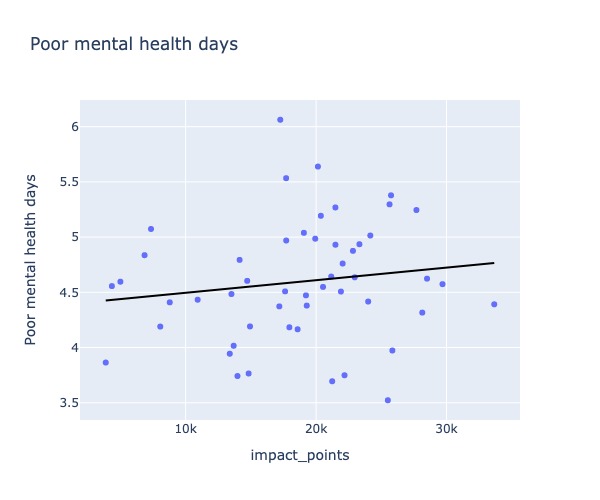 Poor mental health days
Poor mental health days
6
5.5
5
4.5
4
3.5
10k
20k
30k
impact_points